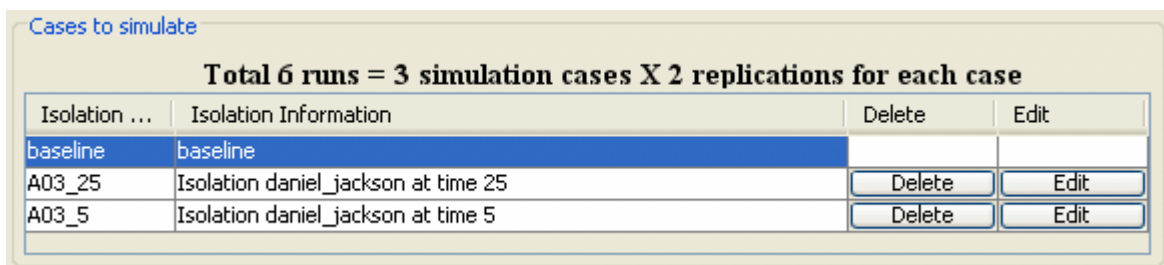 Cases to simulate
Total 6 runs = 3 simulation cases X 2 replications for each case
Isolation ... Isolation Information Delete Edit
baseline baseline
A03_25 Isolation daniel_jackson at time 25 Delete Edit
A03_5 Isolation daniel_jackson at time 5 Delete Edit